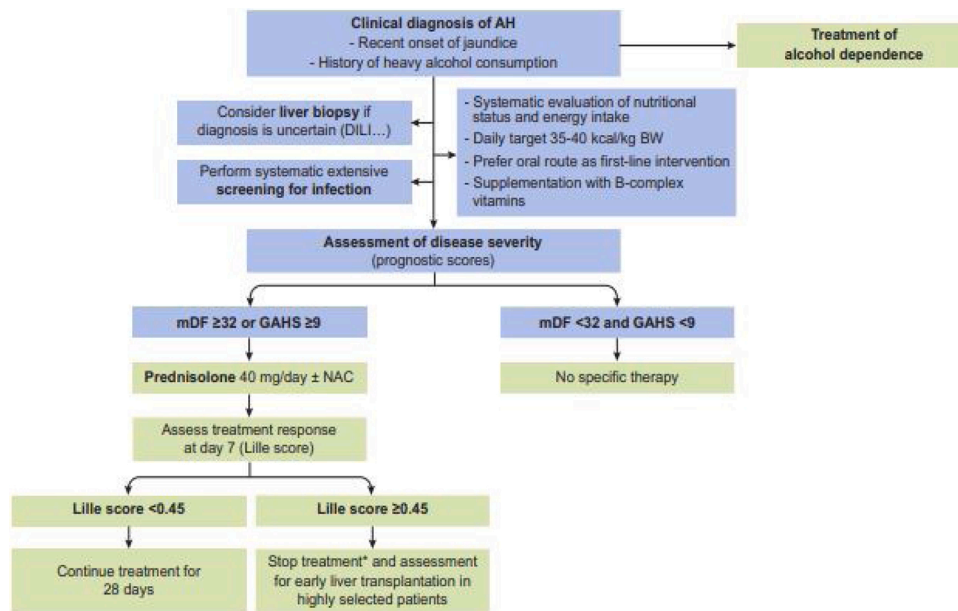 Clinical diagnosis of AH
- Recent onset of jaundice
- History of heavy alcohol consumption
Treatment of
alcohol dependence
Consider liver biopsy if
diagnosis is uncertain (DILI...)
Perform systematic extensive
screening for infection
- Systematic evaluation of nutritional
status and energy intake
- Daily target 35-40 kcal/kg BW
- Prefer oral route as first-line intervention
- Supplementation with B-complex
vitamins
Assessment of disease severity
(prognostic scores)
mDF ≥32 or GAHS ≥9
mDF <32 and GAHS <9
Prednisolone 40 mg/day ± NAC
No specific therapy
Assess treatment response
at day 7 (Lille score)
Lille score <0.45
Lille score ≥0.45
Continue treatment for
28 days
Stop treatment* and assessment
for early liver transplantation in
highly selected patients